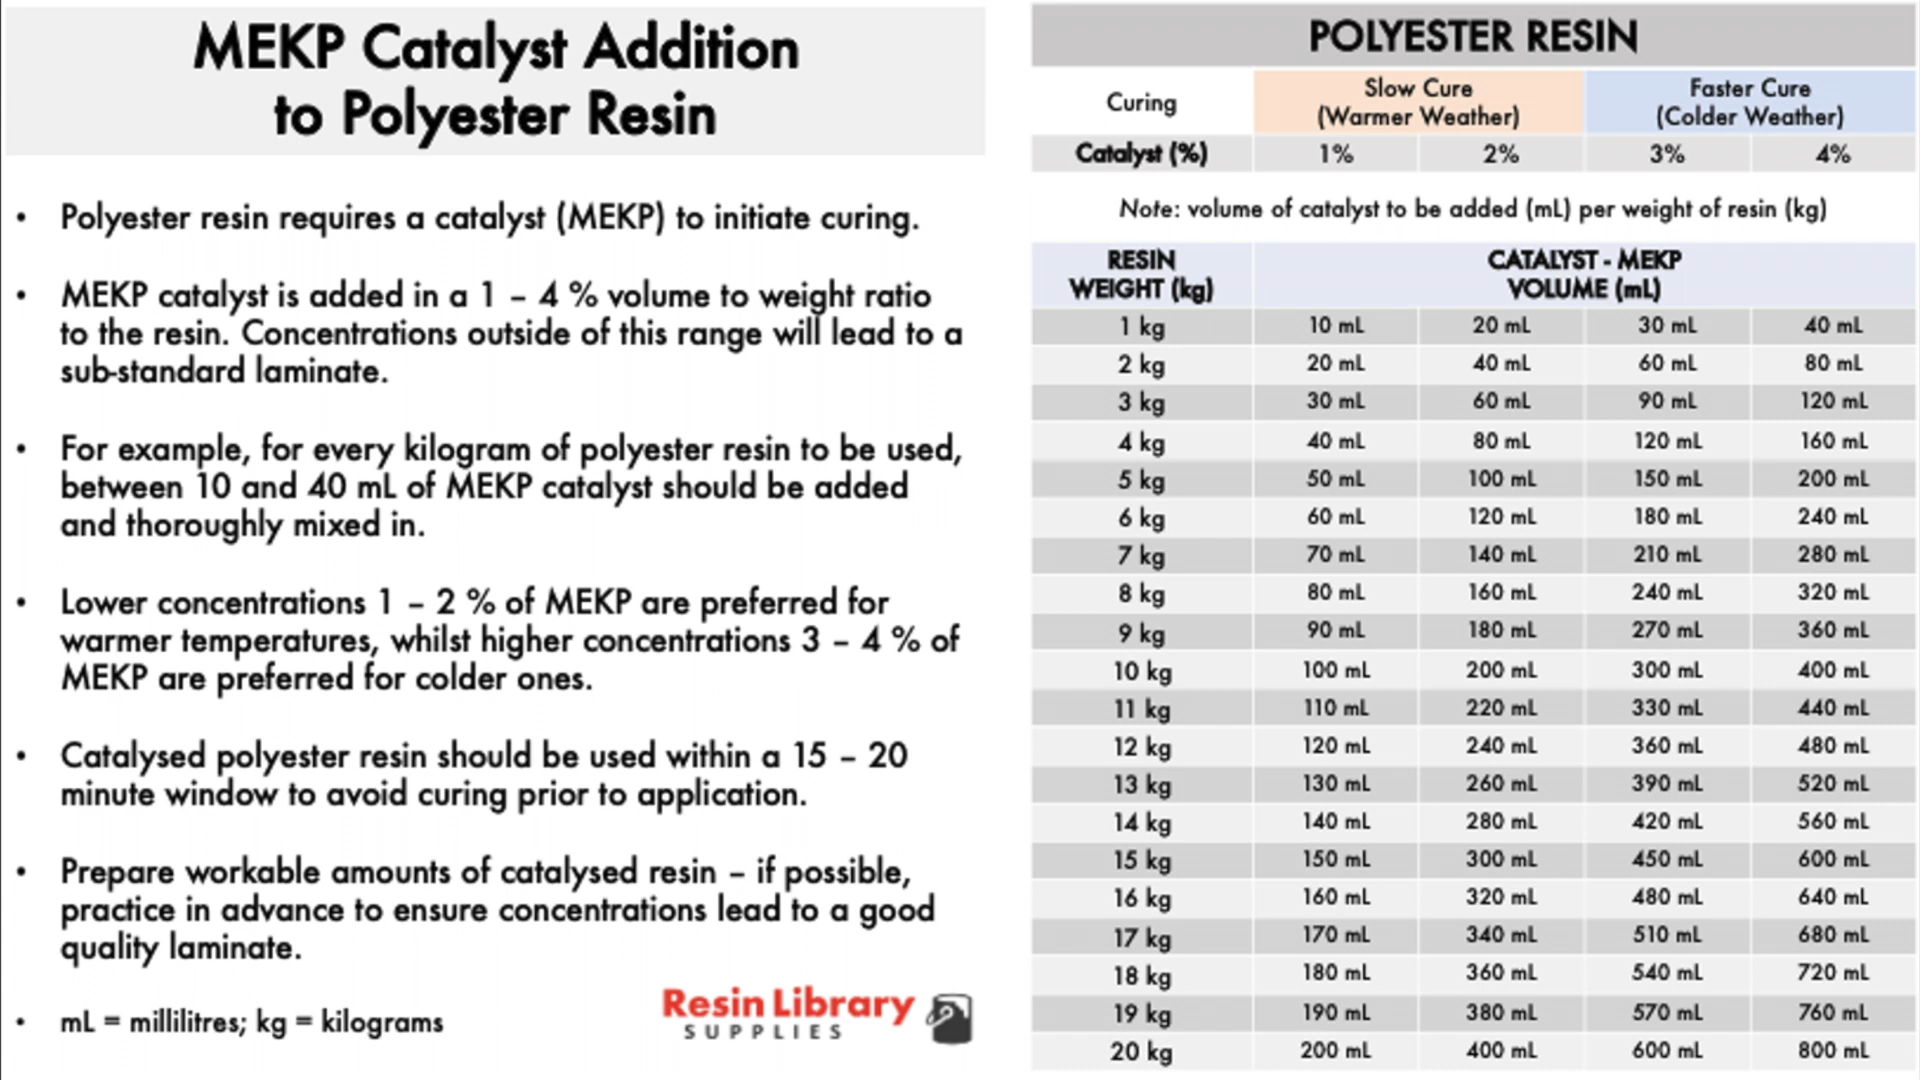 MEKP Catalyst Addition
to Polyester Resin
• Polyester resin requires a catalyst (MEKP) to initiate curing.
• MEKP catalyst is added in a 1 – 4 % volume to weight ratio
to the resin. Concentrations outside of this range will lead to a
sub-standard laminate.
• For example, for every kilogram of polyester resin to be used,
between 10 and 40 mL of MEKP catalyst should be added
and thoroughly mixed in.
• Lower concentrations 1 – 2 % of MEKP are preferred for
warmer temperatures, whilst higher concentrations 3 – 4 % of
MEKP are preferred for colder ones.
• Catalysed polyester resin should be used within a 15 – 20
minute window to avoid curing prior to application.
• Prepare workable amounts of catalysed resin – if possible,
practice in advance to ensure concentrations lead to a good
quality laminate.
• mL = millilitres; kg = kilograms
Resin Library
SUPPLIES
POLYESTER RESIN
Curing
Slow Cure
(Warmer Weather)
Faster Cure
(Colder Weather)
Catalyst (%) 1% 2% 3% 4%
Note: volume of catalyst to be added (mL) per weight of resin (kg)
RESIN
WEIGHT (kg)
CATALYST - MEKP
VOLUME (mL)
1 kg 10 mL 20 mL 30 mL 40 mL
2 kg 20 mL 40 mL 60 mL 80 mL
3 kg 30 mL 60 mL 90 mL 120 mL
4 kg 40 mL 80 mL 120 mL 160 mL
5 kg 50 mL 100 mL 150 mL 200 mL
6 kg 60 mL 120 mL 180 mL 240 mL
7 kg 70 mL 140 mL 210 mL 280 mL
8 kg 80 mL 160 mL 240 mL 320 mL
9 kg 90 mL 180 mL 270 mL 360 mL
10 kg 100 mL 200 mL 300 mL 400 mL
11 kg 110 mL 220 mL 330 mL 440 mL
12 kg 120 mL 240 mL 360 mL 480 mL
13 kg 130 mL 260 mL 390 mL 520 mL
14 kg 140 mL 280 mL 420 mL 560 mL
15 kg 150 mL 300 mL 450 mL 600 mL
16 kg 160 mL 320 mL 480 mL 640 mL
17 kg 170 mL 340 mL 510 mL 680 mL
18 kg 180 mL 360 mL 540 mL 720 mL
19 kg 190 mL 380 mL 570 mL 760 mL
20 kg 200 mL 400 mL 600 mL 800 mL